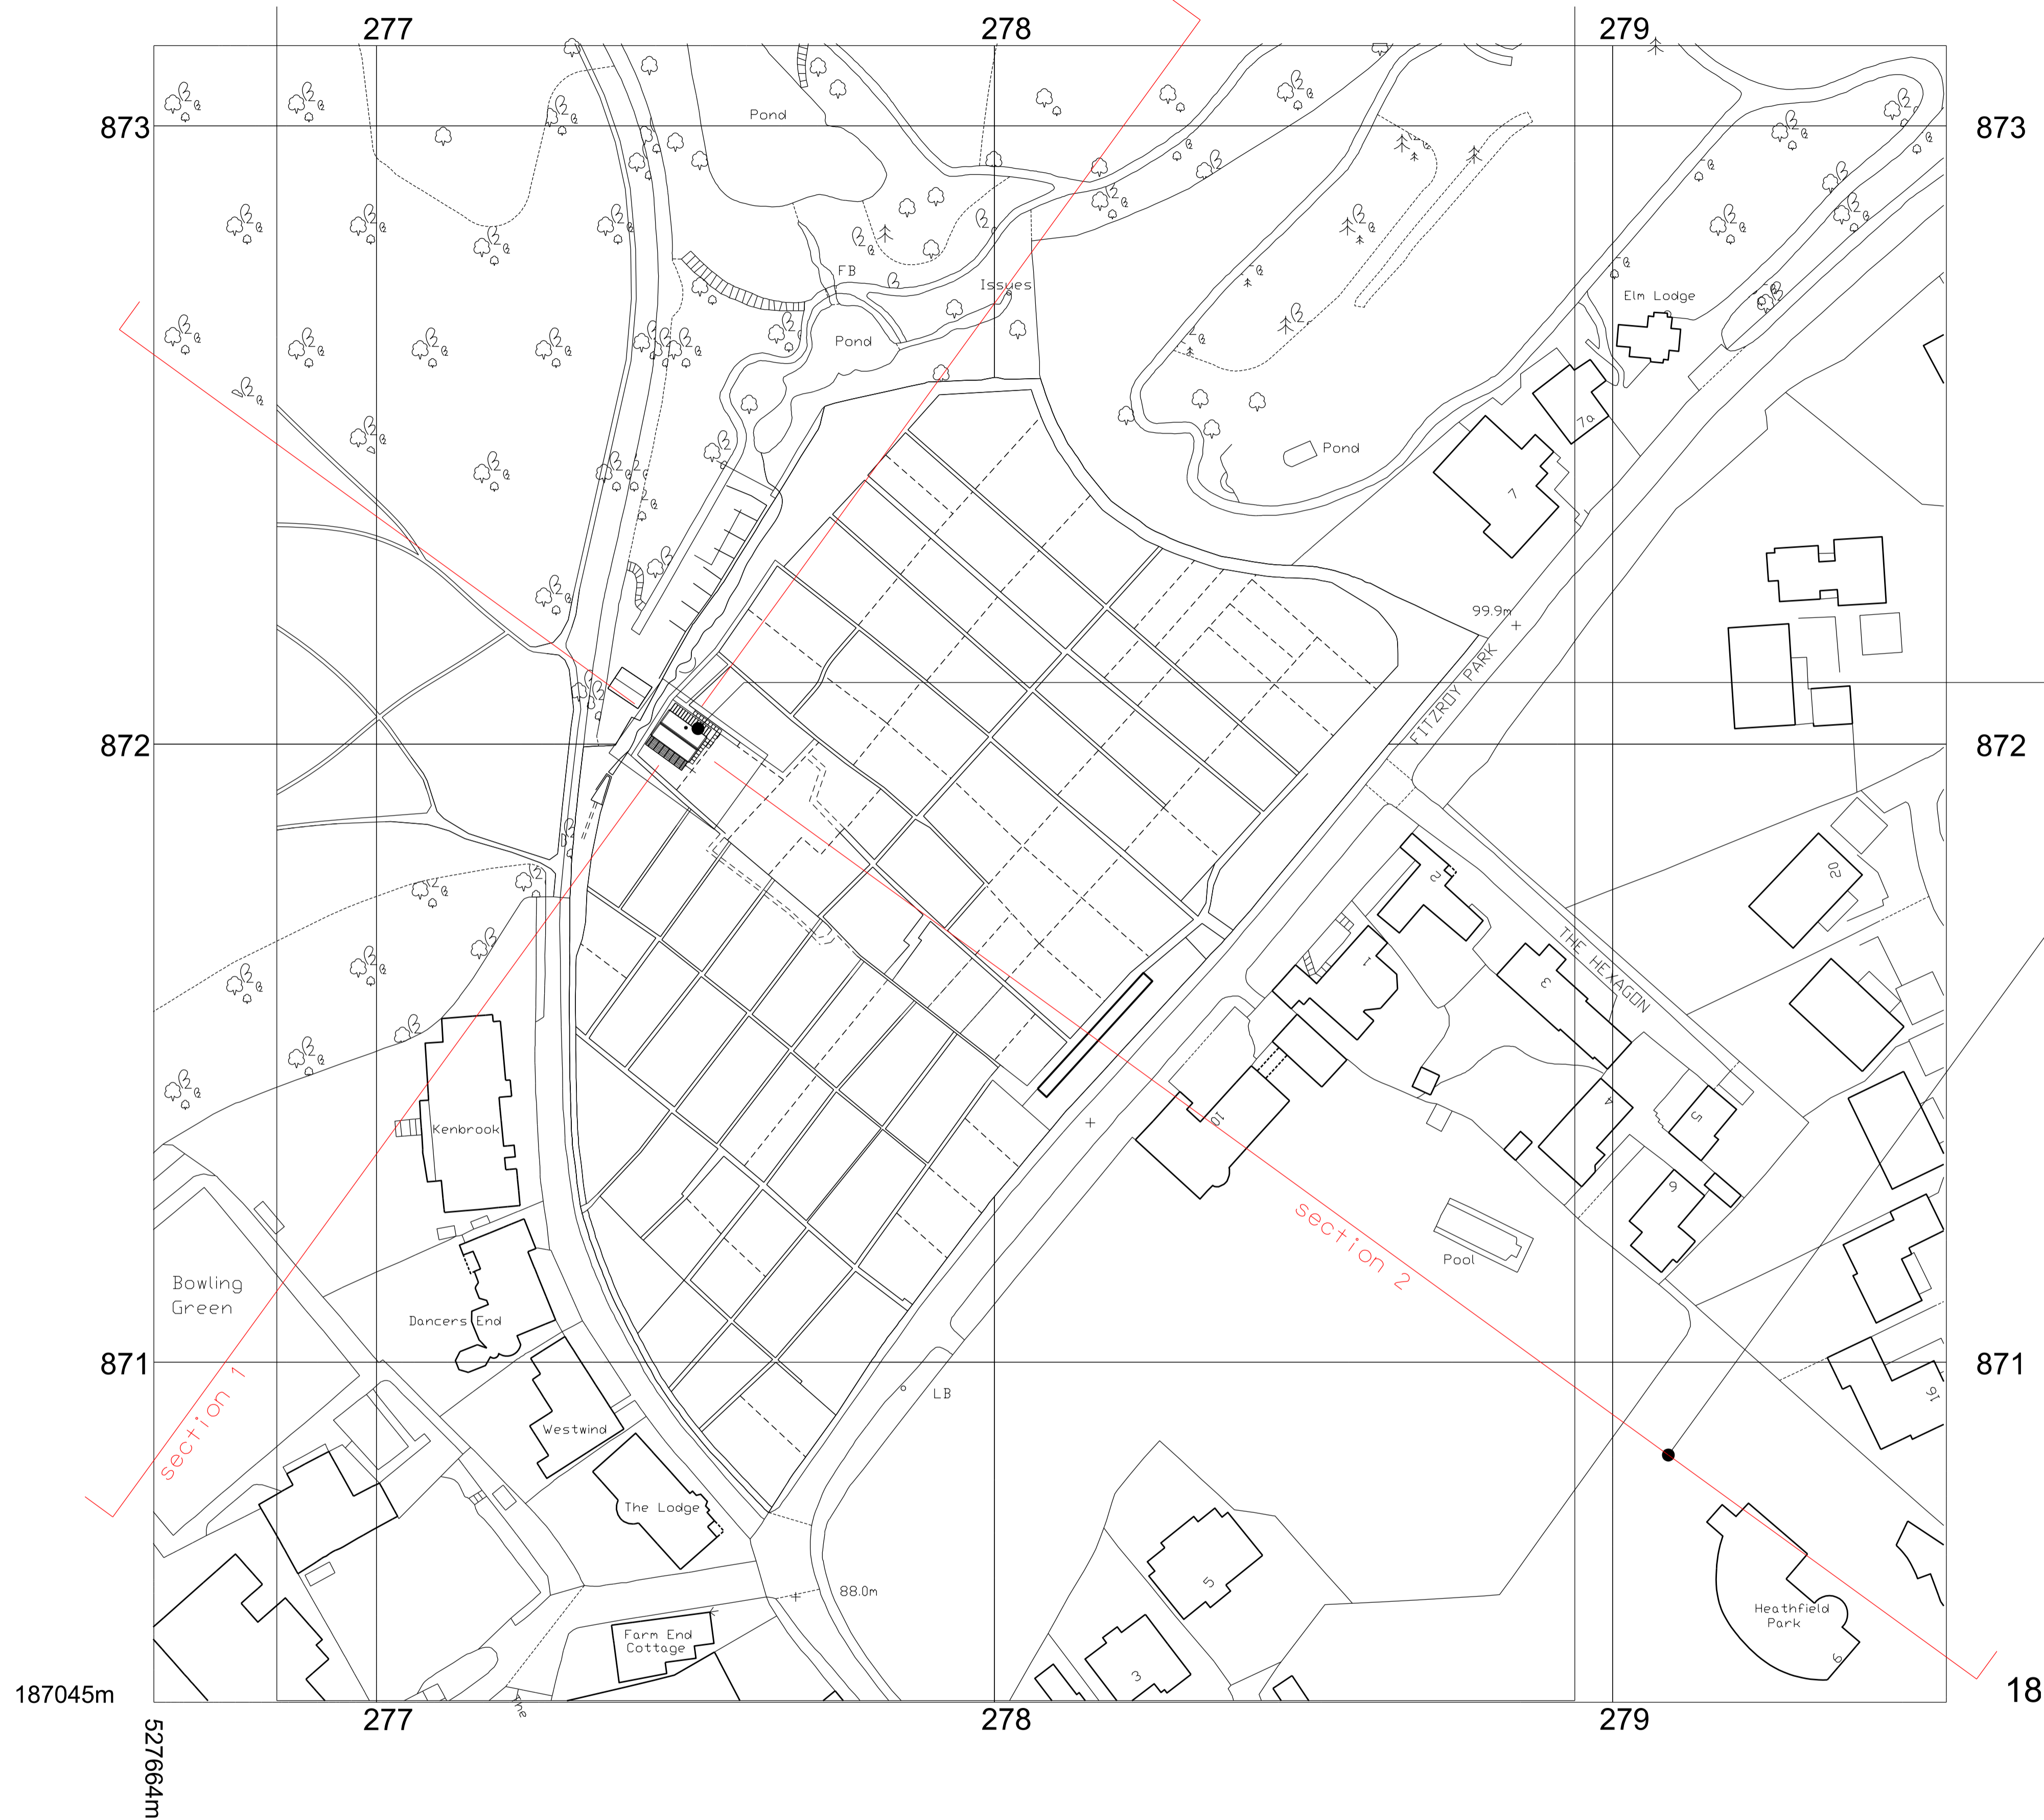 277
278
279
873
873
Pond
FB
Issues
Elm Lodge
Pond
7a
Pond
7
99.9m
FITZROY PARK
872
872
2
20
1
THE HEXAGON
3
4
5
10
Kenbrook
6
section 2
Pool
Bowling
Green
Dancers End
871
871
section 1
LB
16
Westwind
The Lodge
5
88.0m
Heathfield
Park
Farm End
Cottage
3
9
187045m
18
The
277
278
279
527664m